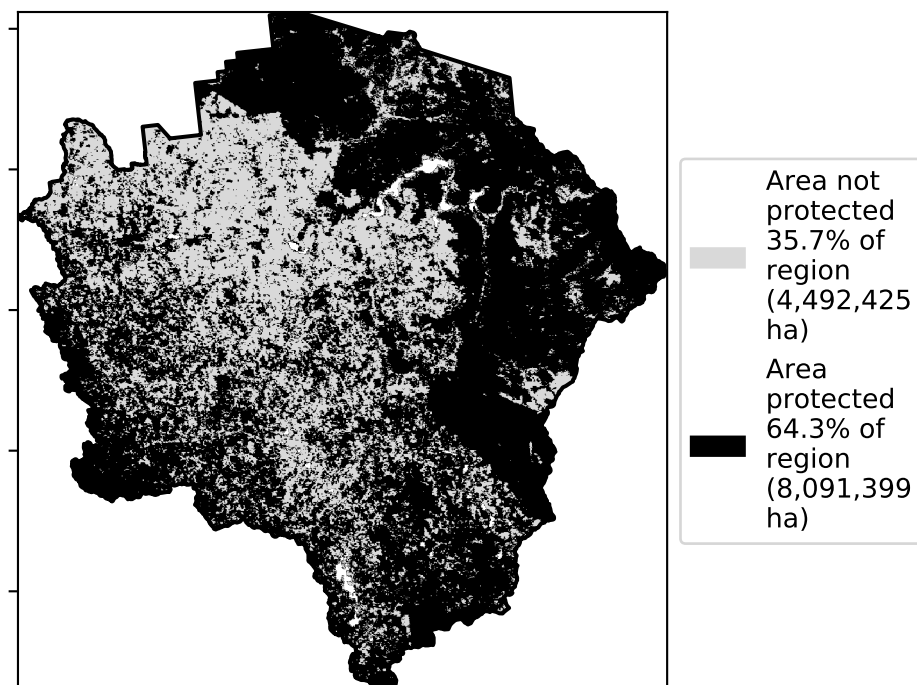 Area not
protected
35.7% of
region
(4,492,425
ha)
Area
protected
64.3% of
region
(8,091,399
ha)